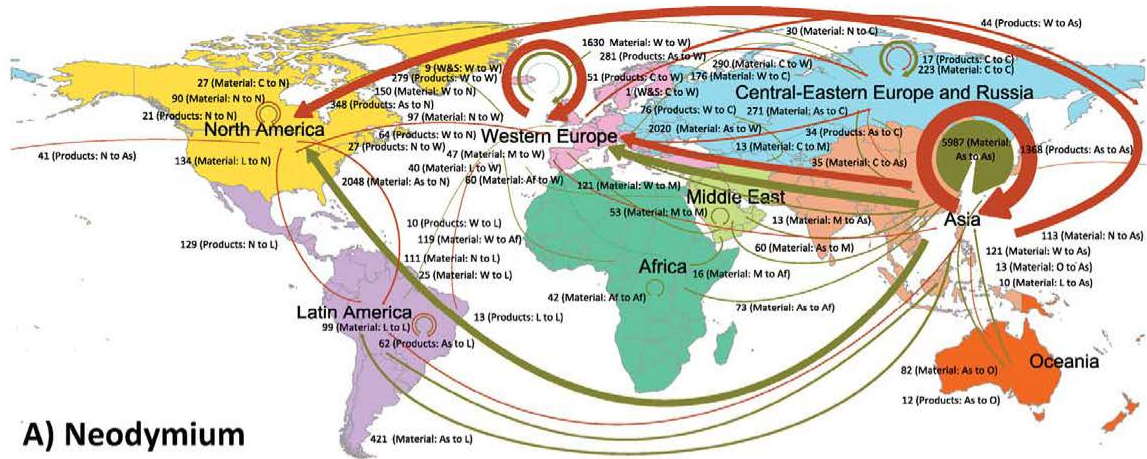 44 (Products: W to As)
30 (Material: N to C)
1630 Material: W to W)
9 (W&S: W to W)
281 (Products: As to W)
290 (Material: C to W)
17 (Products: C to C)
223 (Material: C to C)
27 (Material: C to N)
279 (Products: W to W)
51 (Products: C to W)
176 (Material: W to C)
150 (Material: W to N)
1 (W&S: C to W)
Central-Eastern Europe and Russia
90 (Material: N to N)
348 (Products: As to N)
76 (Products: W to C)
271 (Material: As to C)
21 (Products: N to N)
97 (Material: N to W)
North America
64 (Products: W to N)
Western Europe
2020 (Material: As to W)
34 (Products: As to C)
27 (Products: N to W)
13 (Material: C to M)
5987 (Material: As to As)
1368 (Products: As to As)
41 (Products: N to As)
47 (Material: M to W)
134 (Material: L to N)
40 (Material: L to W)
35 (Material: C to As)
2048 (Material: As to N)
60 (Material: Af to W)
121 (Material: W to M)
Middle East
53 (Material: M to M)
13 (Material: M to As)
Asia
10 (Products: W to L)
113 (Material: N to As)
129 (Products: N to L)
119 (Material: W to Af)
60 (Material: As to M)
121 (Material: W to As)
111 (Material: N to L)
13 (Material: O to As)
25 (Material: W to L)
Africa
16 (Material: M to Af)
10 (Material: L to As)
42 (Material: Af to Af)
73 (Material: As to Af)
Latin America
13 (Products: L to L)
99 (Material: L to L)
62 (Products: As to L)
Oceania
82 (Material: As to O)
12 (Products: As to O)
A) Neodymium
421 (Material: As to L)